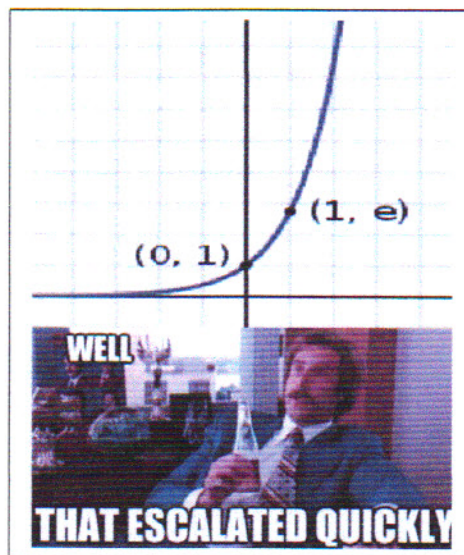 (1, e)
(0, 1)
WELL
THAT ESCALATED QUICKLY